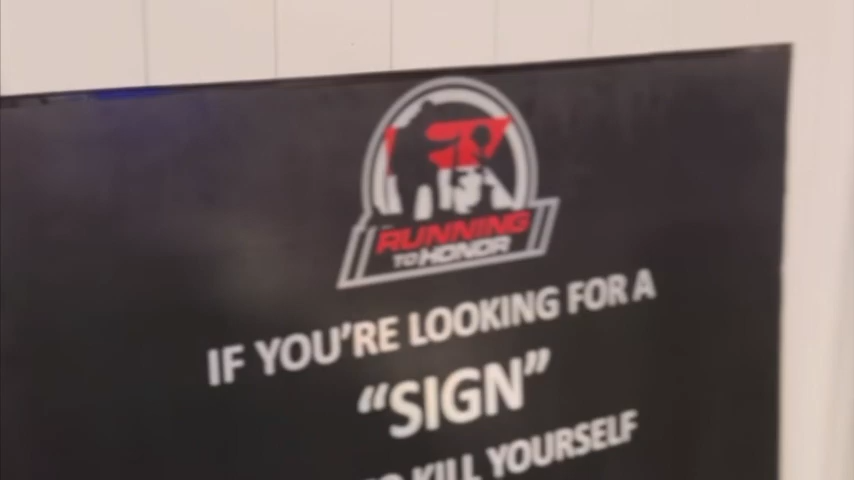 RUNNING
TO HONOR
IF YOU'RE LOOKING FOR A
“SIGN”
KILL YOURSELF